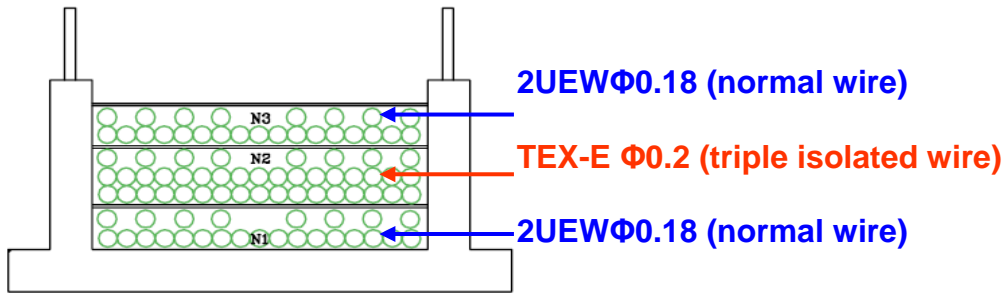 2UEWΦ0.18 (normal wire)
N3
TEX-E Φ0.2 (triple isolated wire)
N2
2UEWΦ0.18 (normal wire)
N1